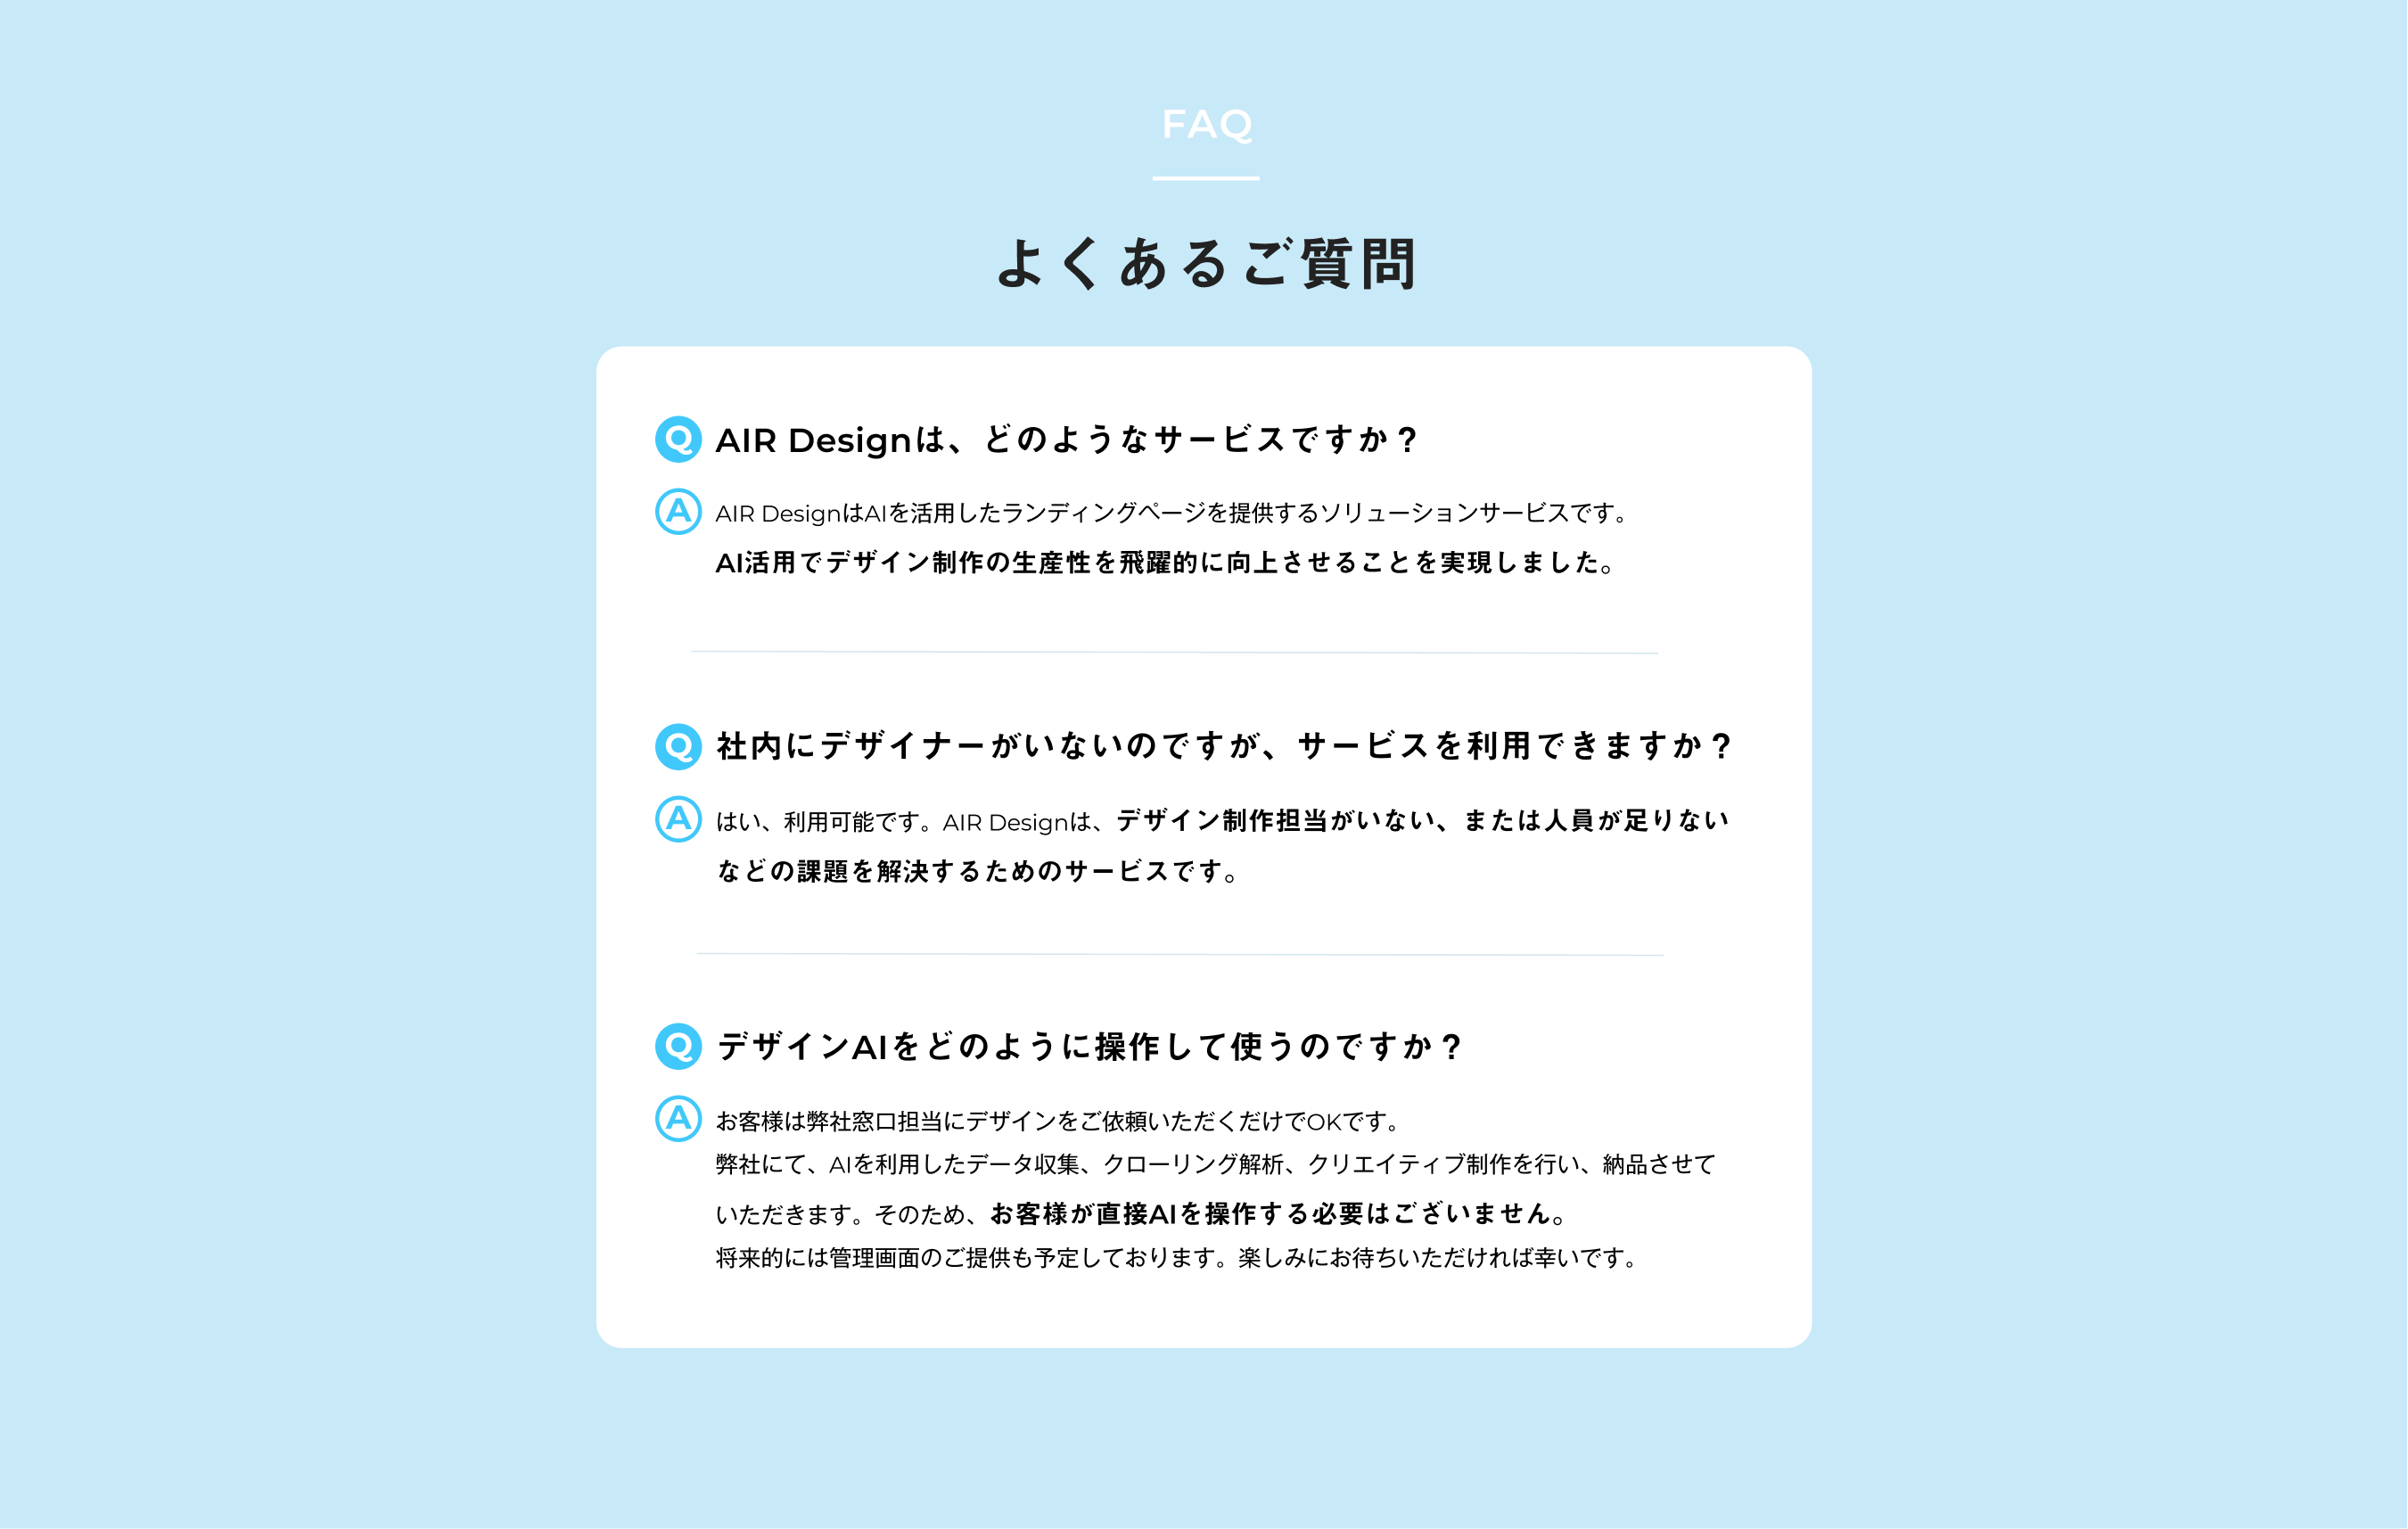 FAQ
よくあるご質問
Q AIR Designは、どのようなサービスですか？
A AIR DesignはAIを活用したランディングページを提供するソリューションサービスです。
AI活用でデザイン制作の生産性を飛躍的に向上させることを実現しました。
Q 社内にデザイナーがいないのですが、サービスを利用できますか？
A はい、利用可能です。AIR Designは、デザイン制作担当がいない、または人員が足りない
などの課題を解決するためのサービスです。
Q デザインAIをどのように操作して使うのですか？
A お客様は弊社窓口担当にデザインをご依頼いただくだけでOKです。
弊社にて、AIを利用したデータ収集、クローリング解析、クリエイティブ制作を行い、納品させて
いただきます。そのため、お客様が直接AIを操作する必要はございません。
将来的には管理画面のご提供も予定しております。楽しみにお待ちいただければ幸いです。